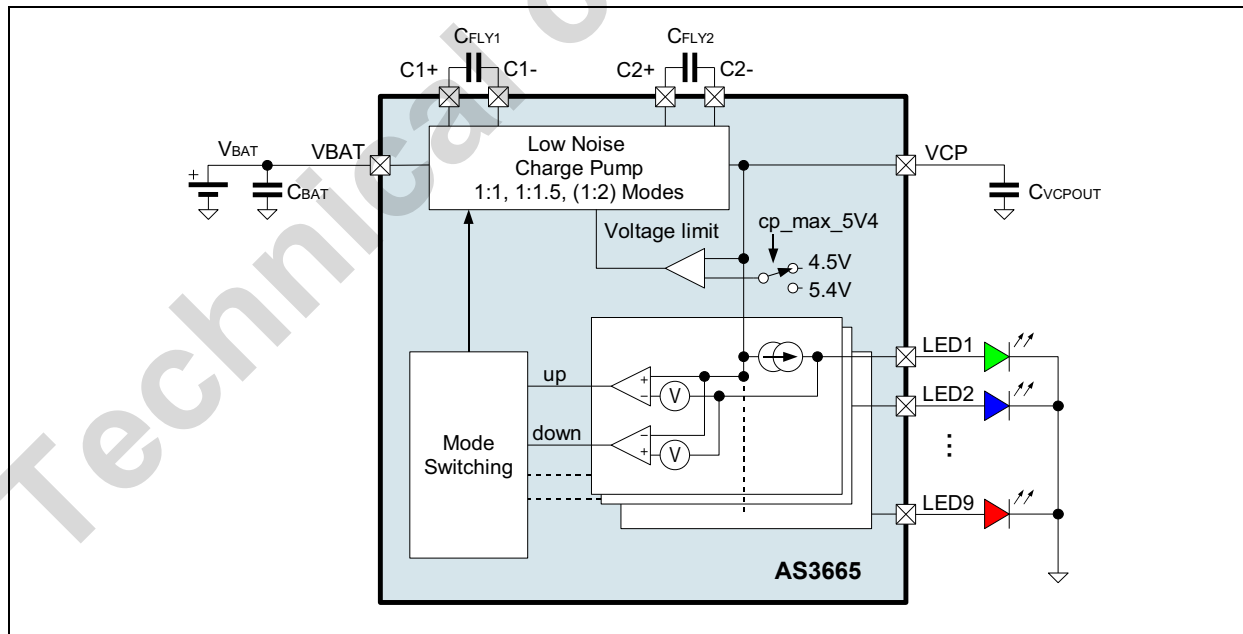 CFLY1
CFLY2
C1+
C1-
C2+
C2-
VBAT
VBAT
+
CBAT
Low Noise
Charge Pump
1:1, 1:1.5, (1:2) Modes
VCP
CVCPOUT
Voltage limit
cp_max_5V4
4.5V
5.4V
LED1
up
+
−
V
LED2
down
−
+
V
Mode
Switching
LED9
AS3665
Technical